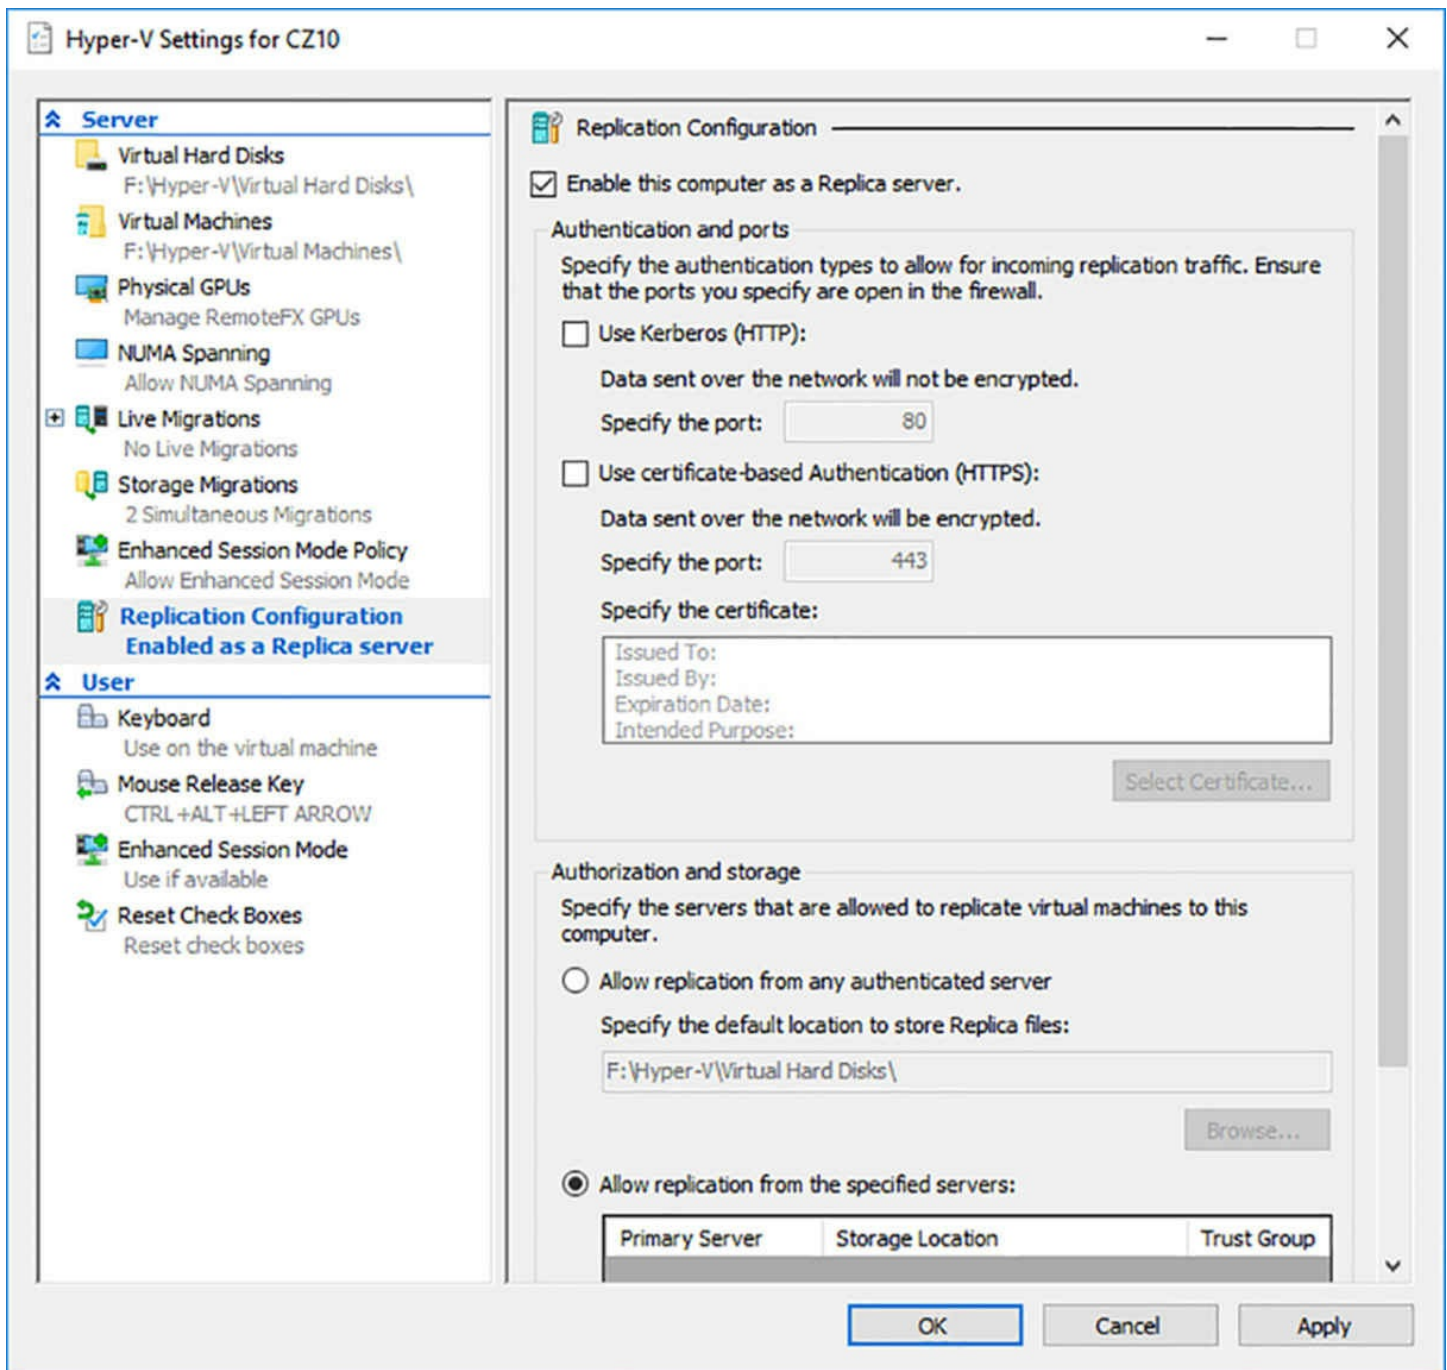 Hyper-V Settings for CZ10
Server
Virtual Hard Disks
F:\Hyper-V\Virtual Hard Disks\
Virtual Machines
F:\Hyper-V\Virtual Machines\
Physical GPUs
Manage RemoteFX GPUs
NUMA Spanning
Allow NUMA Spanning
Live Migrations
No Live Migrations
Storage Migrations
2 Simultaneous Migrations
Enhanced Session Mode Policy
Allow Enhanced Session Mode
Replication Configuration
Enabled as a Replica server
User
Keyboard
Use on the virtual machine
Mouse Release Key
CTRL+ALT+LEFT ARROW
Enhanced Session Mode
Use if available
Reset Check Boxes
Reset check boxes
Replication Configuration
Enable this computer as a Replica server.
Authentication and ports
Specify the authentication types to allow for incoming replication traffic. Ensure
that the ports you specify are open in the firewall.
Use Kerberos (HTTP):
Data sent over the network will not be encrypted.
Specify the port: 80
Use certificate-based Authentication (HTTPS):
Data sent over the network will be encrypted.
Specify the port: 443
Specify the certificate:
Issued To:
Issued By:
Expiration Date:
Intended Purpose:
Select Certificate...
Authorization and storage
Specify the servers that are allowed to replicate virtual machines to this
computer.
Allow replication from any authenticated server
Specify the default location to store Replica files:
F:\Hyper-V\Virtual Hard Disks\
Browse...
Allow replication from the specified servers:
Primary Server Storage Location Trust Group
OK Cancel Apply